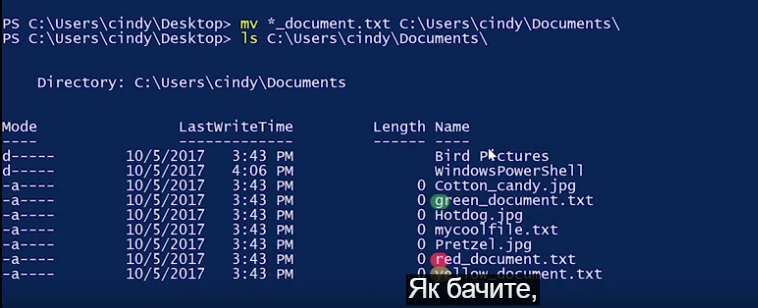 PS C:\Users\cindy\Desktop> mv *_document.txt C:\Users\cindy\Documents\
PS C:\Users\cindy\Desktop> ls C:\Users\cindy\Documents\
Directory: C:\Users\cindy\Documents
Mode LastWriteTime Length Name
---- ------------- ------ ----
d----- 10/5/2017 3:43 PM Bird Pictures
d----- 10/5/2017 4:06 PM WindowsPowerShell
-a---- 10/5/2017 3:43 PM 0 Cotton_candy.jpg
-a---- 10/5/2017 3:43 PM 0 green_document.txt
-a---- 10/5/2017 3:43 PM 0 Hotdog.jpg
-a---- 10/5/2017 3:43 PM 0 mycoolfile.txt
-a---- 10/5/2017 3:43 PM 0 Pretzel.jpg
-a---- 10/5/2017 3:43 PM 0 red_document.txt
-a---- 10/5/2017 3:43 PM 0 yellow_document.txt
Як бачите,